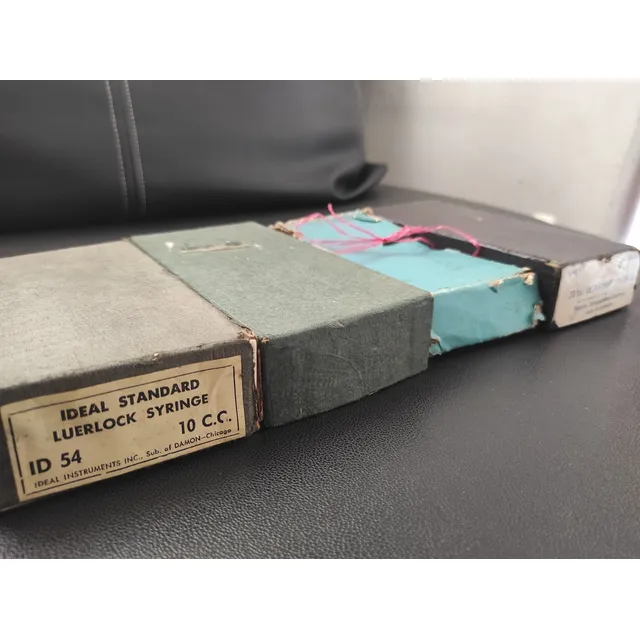 IDEAL STANDARD
LUERLOCK SYRINGE
10 C.C.
ID 54
IDEAL INSTRUMENTS INC., Sub. of DAMON—Chicago